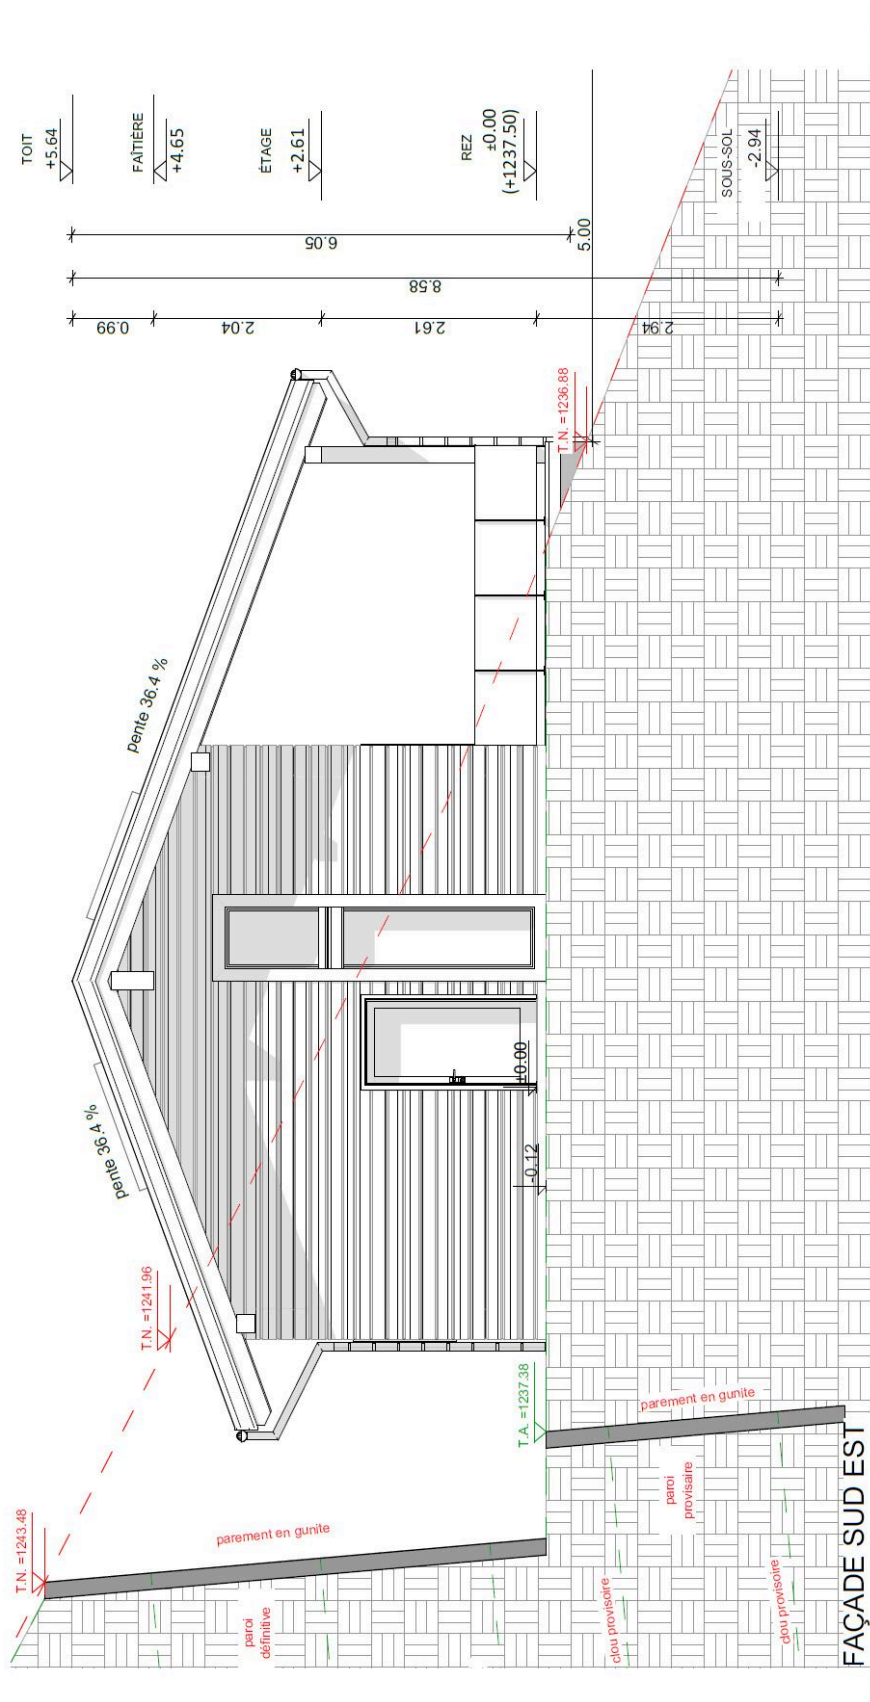 TOIT
+5.64
FAÎTIÈRE
+4.65
ÉTAGE
+2.61
REZ
±0.00
(+1237.50)
SOUS-SOL
-2.94
6.05
5.00
8.58
0.99
2.04
2.61
2.94
T.N. =1236.88
pente 36.4 %
pente 36.4 %
±0.00
-0.12
T.N. =1241.96
T.A. =1237.38
T.N. =1243.48
parement en gunite
parement en gunite
paroi
définitive
paroi
provisaire
clou provisoire
clou provisoire
FAÇADE SUD EST